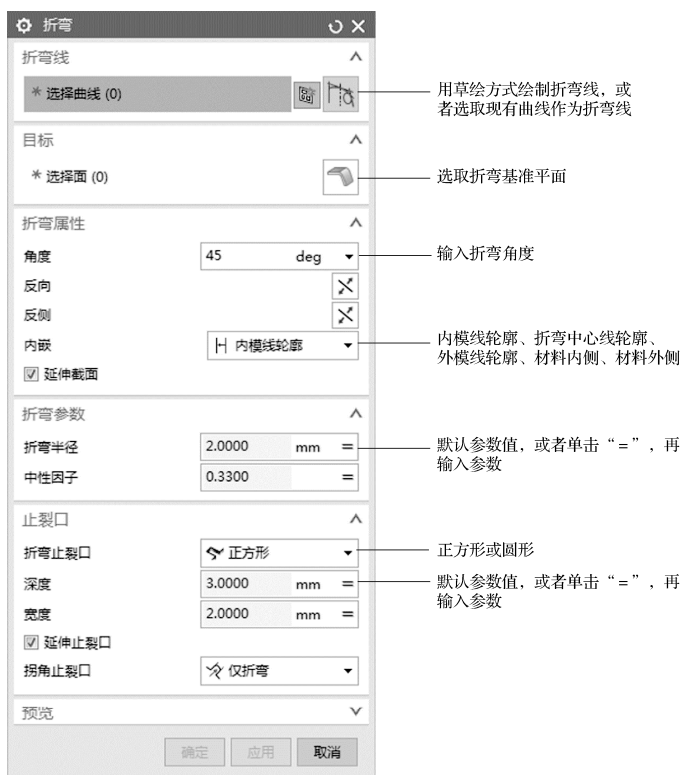 折弯
折弯线
* 选择曲线 (0)
用草绘方式绘制折弯线，或
者选取现有曲线作为折弯线
目标
* 选择面 (0)
选取折弯基准平面
折弯属性
角度 45 deg
输入折弯角度
反向
反侧
内嵌 内模线轮廓
内模线轮廓、折弯中心线轮廓、
外模线轮廓、材料内侧、材料外侧
延伸截面
折弯参数
折弯半径 2.0000 mm =
默认参数值，或者单击“=”，再
输入参数
中性因子 0.3300 =
止裂口
折弯止裂口 正方形
正方形或圆形
深度 3.0000 mm =
默认参数值，或者单击“=”，再
输入参数
宽度 2.0000 mm =
延伸止裂口
拐角止裂口 仅折弯
预览
确定 应用 取消